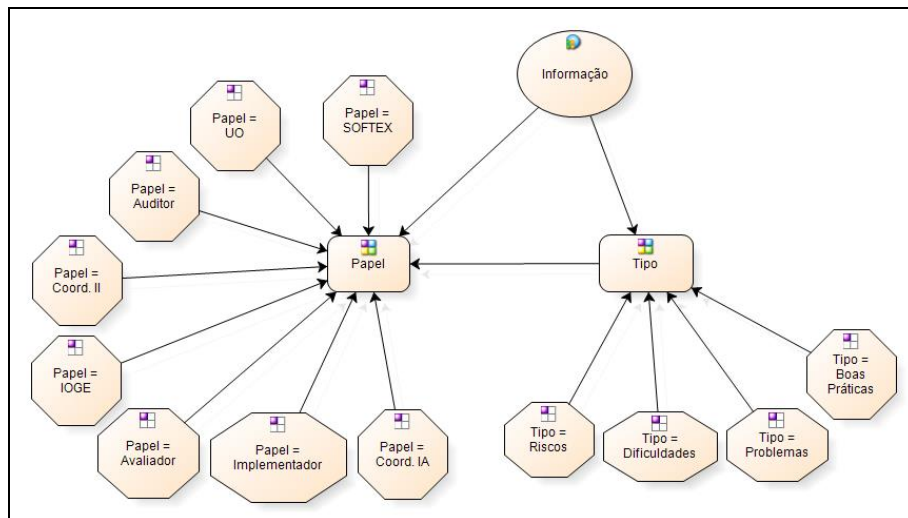 Informação
Papel =
SOFTEX
Papel =
UO
Papel =
Auditor
Papel =
Coord. II
Papel =
IOGE
Papel =
Avaliador
Papel =
Implementador
Papel =
Coord. IA
Papel
Tipo
Tipo =
Riscos
Tipo =
Dificuldades
Tipo =
Problemas
Tipo =
Boas
Práticas